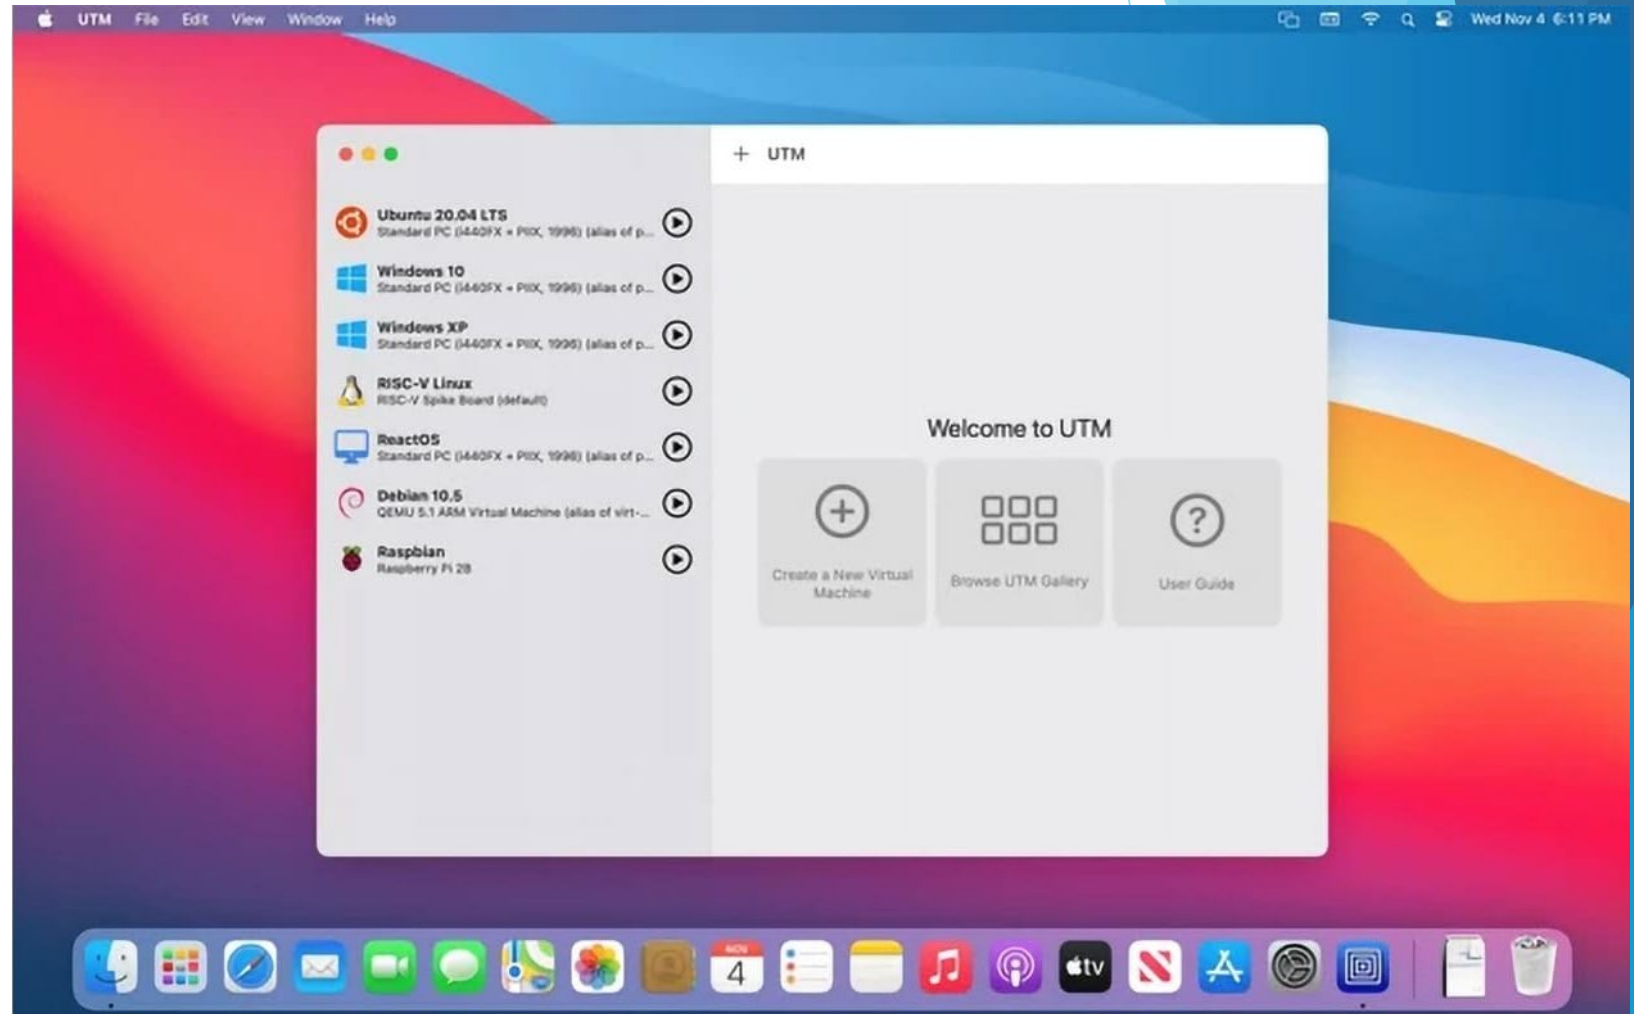 UTM File Edit View Window Help
Wed Nov 4 6:11 PM
UTM
Ubuntu 20.04 LTS
Standard PC (i440FX + PIIX, 1996) (alias of p...
Windows 10
Standard PC (i440FX + PIIX, 1996) (alias of p...
Windows XP
Standard PC (i440FX + PIIX, 1996) (alias of p...
RISC-V Linux
RISC-V Spike Board (default)
ReactOS
Standard PC (i440FX + PIIX, 1996) (alias of p...
Debian 10.5
QEMU 5.1 ARM Virtual Machine (alias of virt-...
Raspbian
Raspberry Pi 2B
Welcome to UTM
Create a New Virtual
Machine
Browse UTM Gallery
User Guide
NOV
4
tv